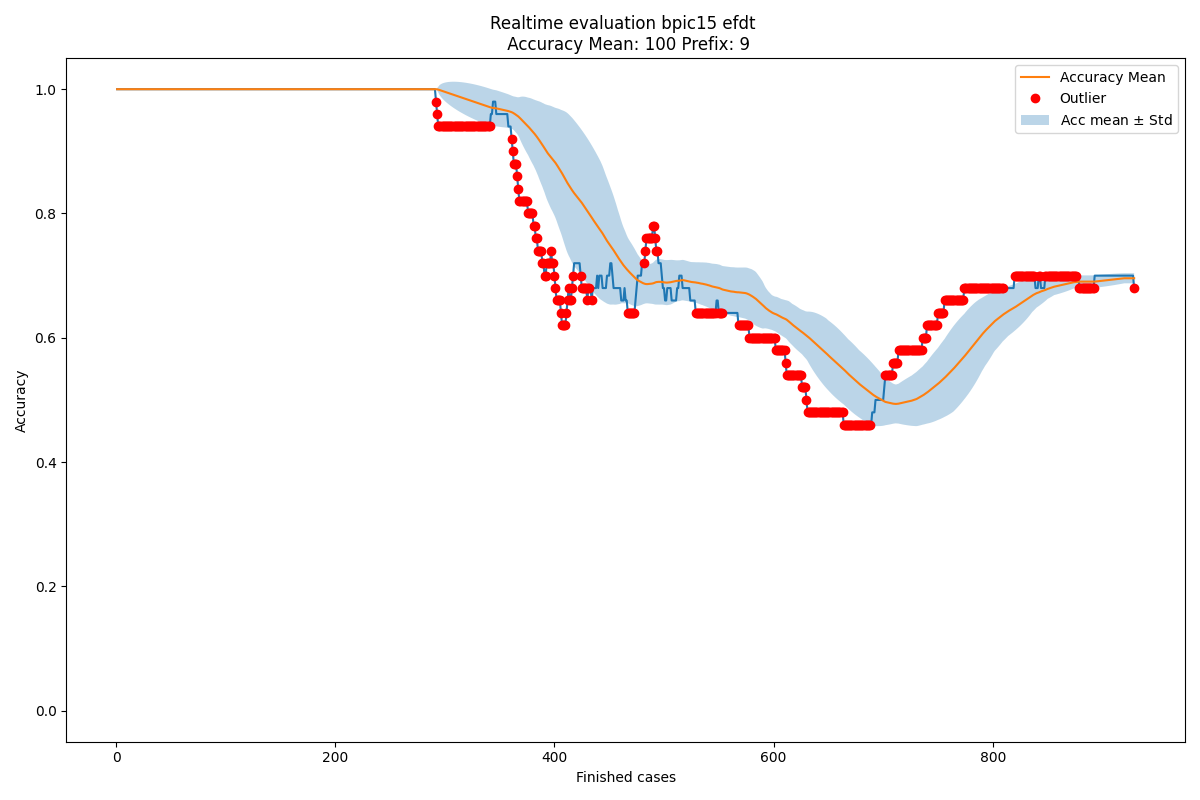 Realtime evaluation bpic15 efdt
Accuracy Mean: 100 Prefix: 9
Accuracy Mean
Outlier
Acc mean ± Std
1.0
0.8
0.6
0.4
0.2
0.0
Accuracy
0 200 400 600 800
Finished cases